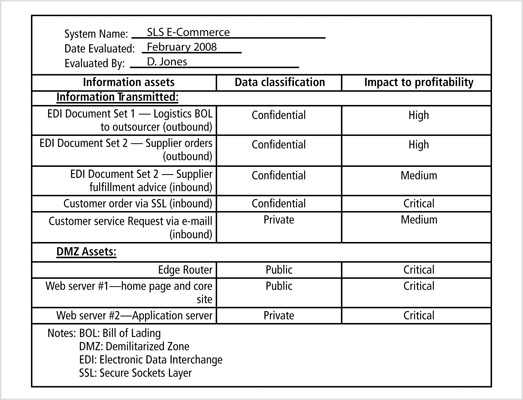 System Name: SLS E-Commerce
Date Evaluated: February 2008
Evaluated By: D. Jones
Information assets Data classification Impact to profitability
Information Transmitted:
EDI Document Set 1 — Logistics BOL Confidential High
to outsourcer (outbound)
EDI Document Set 2 — Supplier orders Confidential High
(outbound)
EDI Document Set 2 — Supplier Confidential Medium
fulfillment advice (inbound)
Customer order via SSL (inbound) Confidential Critical
Customer service Request via e-maill Private Medium
(inbound)
DMZ Assets:
Edge Router Public Critical
Web server #1—home page and core Public Critical
site
Web server #2—Application server Private Critical
Notes: BOL: Bill of Lading
DMZ: Demilitarized Zone
EDI: Electronic Data Interchange
SSL: Secure Sockets Layer